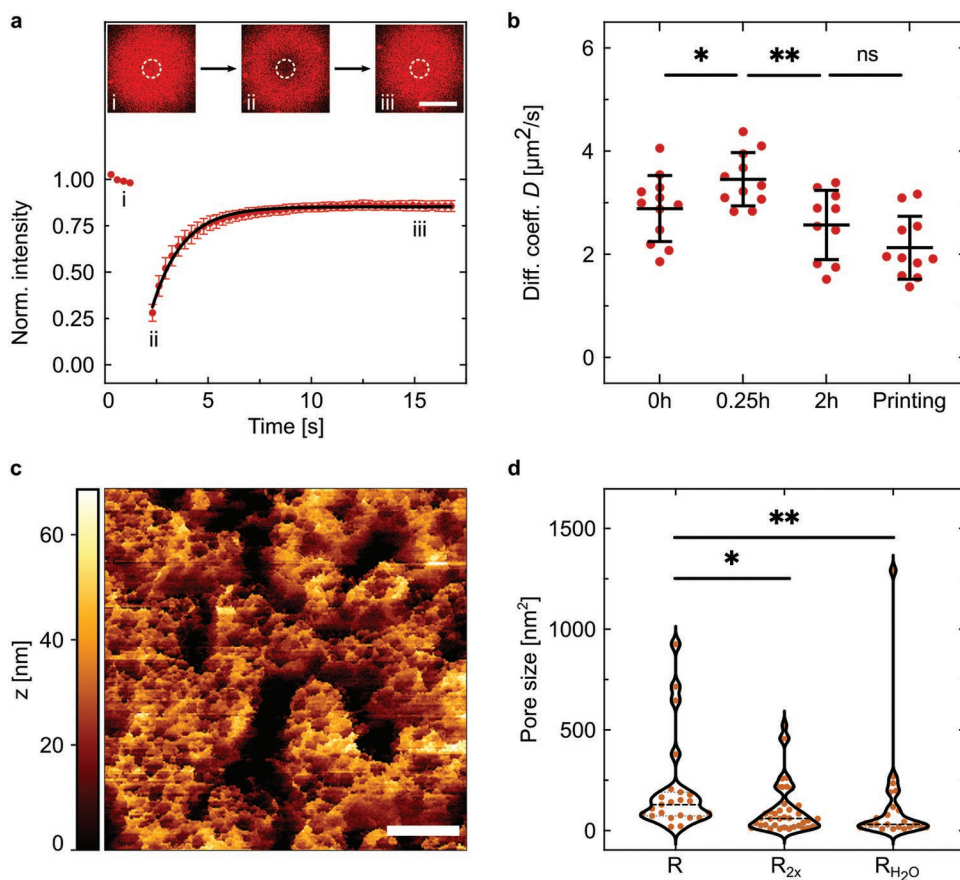 a
i
ii
iii
1.00
0.75
0.50
0.25
0.00
Norm. intensity
i
ii
iii
0
5
10
15
Time [s]
b
* ** ns
6
4
2
0
Diff. coeff. D [μm²/s]
0h 0.25h 2h Printing
c
60
40
20
0
z [nm]
d
**
*
1500
1000
500
0
Pore size [nm²]
R R₂ₓ R_H₂O